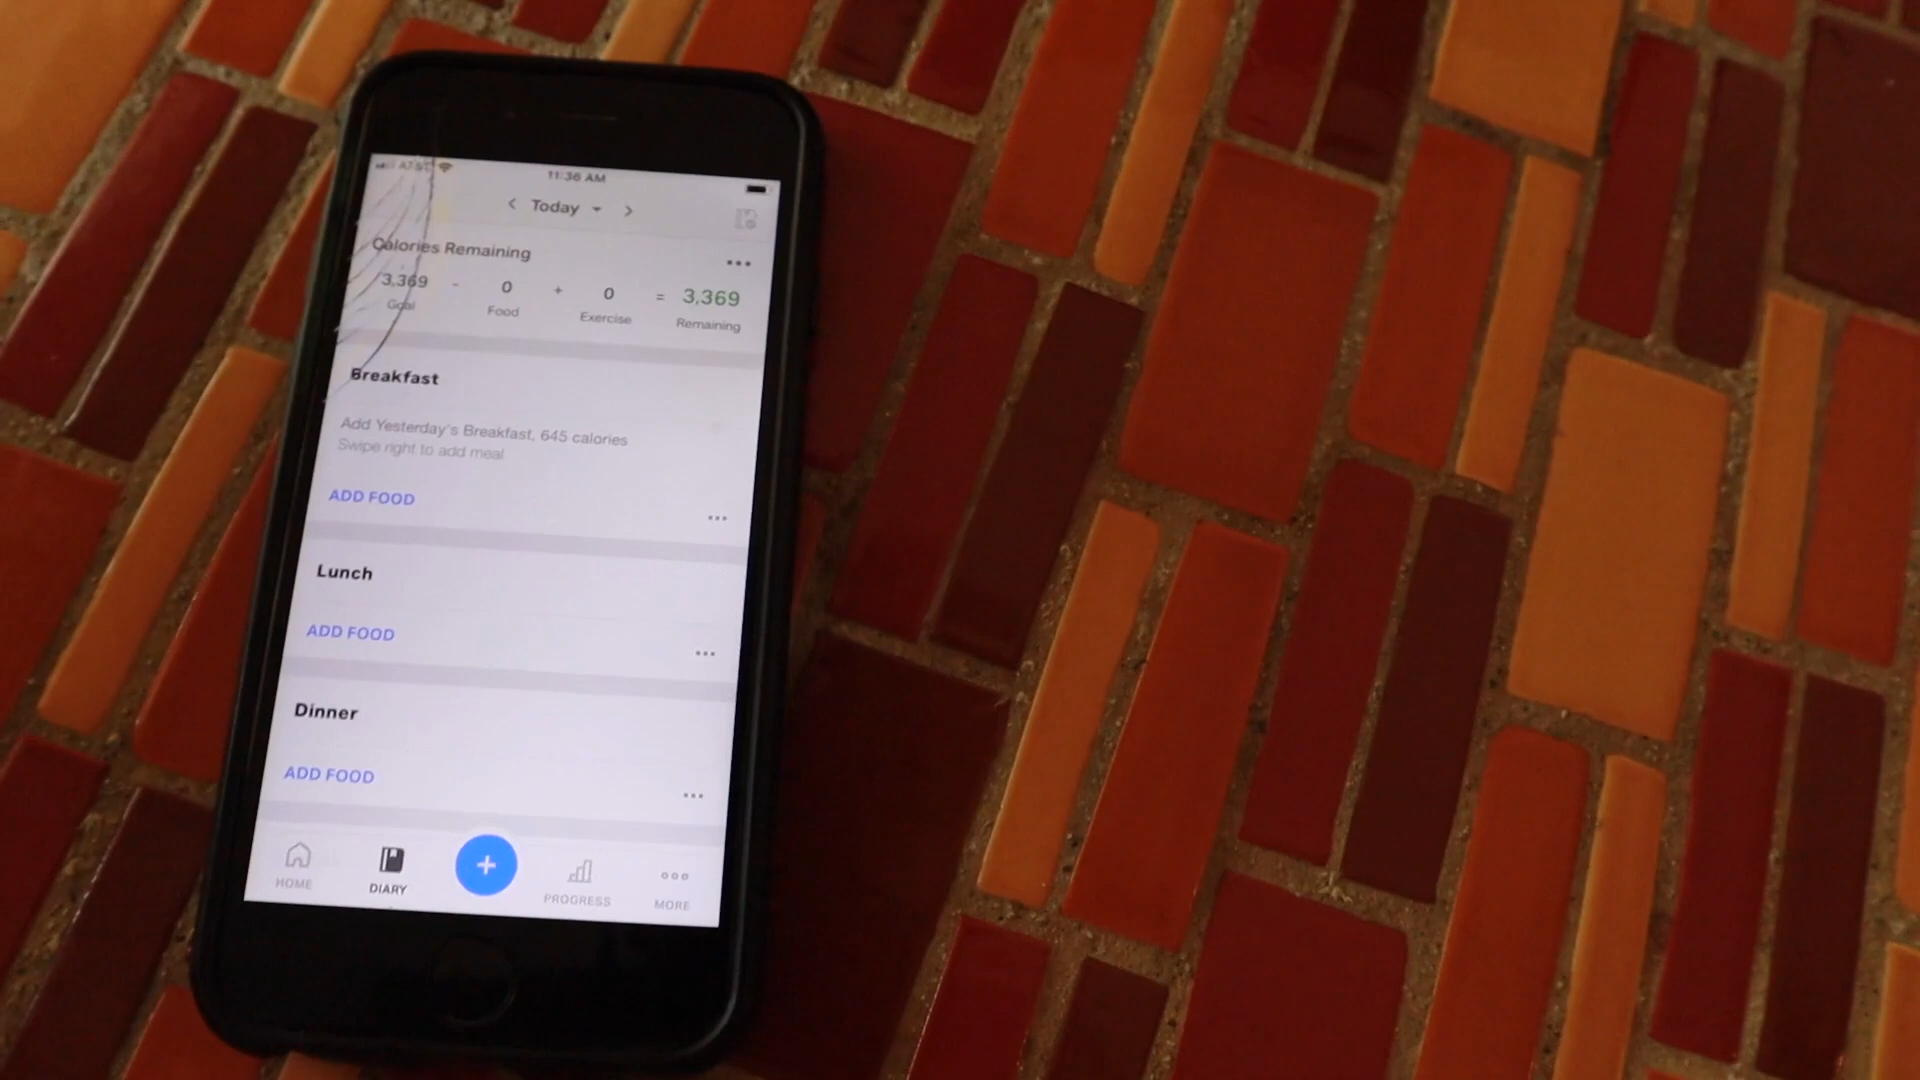 AT&T
11:36 AM
Today
Calories Remaining
3,369 - 0 + 0 = 3,369
Goal Food Exercise Remaining
Breakfast
Add Yesterday's Breakfast, 645 calories
Swipe right to add meal
ADD FOOD
Lunch
ADD FOOD
Dinner
ADD FOOD
HOME DIARY + PROGRESS MORE